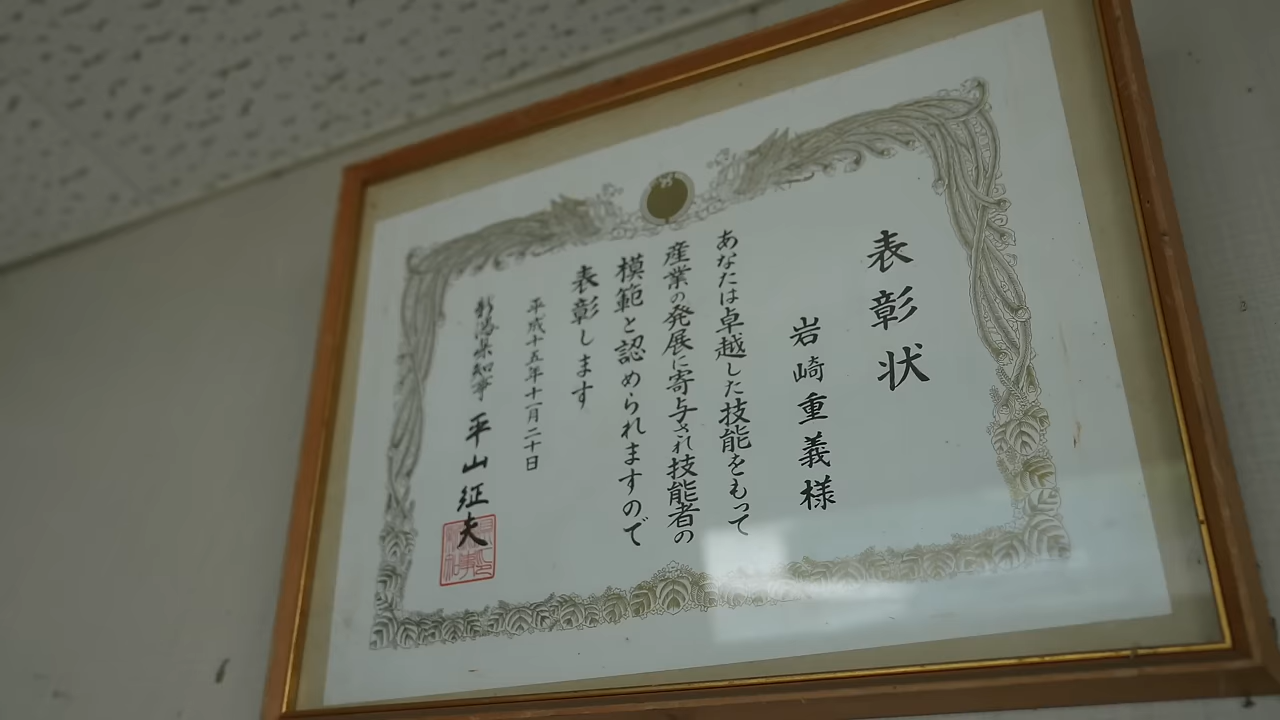 表彰状
岩崎重義様
あなたは卓越した技能をもって
産業の発展に寄与され技能者の
模範と認められますので
表彰します
平成十五年十一月二十日
新潟県知事 平山征夫